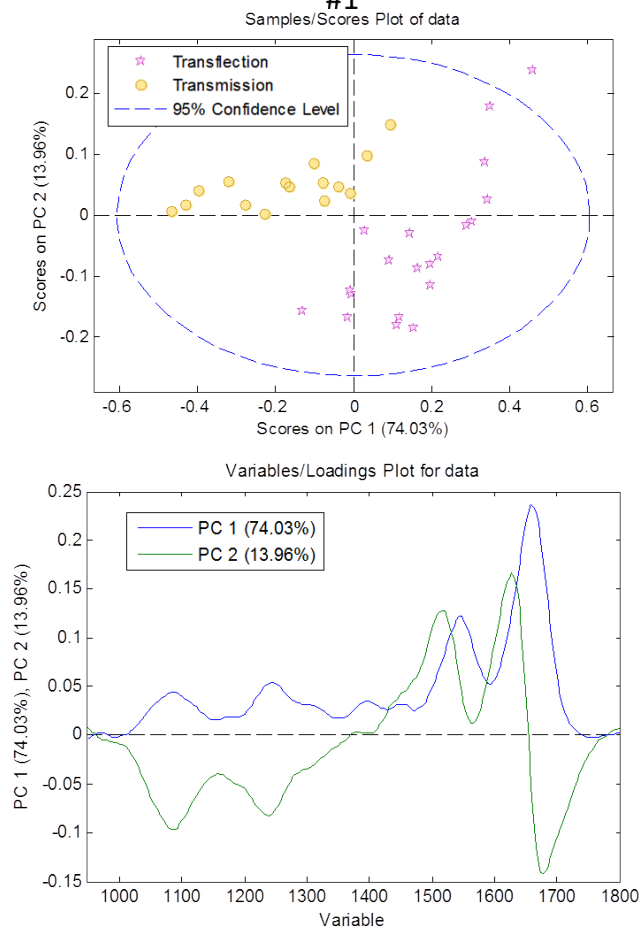 #1
Samples/Scores Plot of data
Transflection
Transmission
95% Confidence Level
Scores on PC 2 (13.96%)
0.2
0.1
0
-0.1
-0.2
-0.6 -0.4 -0.2 0 0.2 0.4 0.6
Scores on PC 1 (74.03%)
Variables/Loadings Plot for data
PC 1 (74.03%)
PC 2 (13.96%)
PC 1 (74.03%), PC 2 (13.96%)
0.25
0.2
0.15
0.1
0.05
0
-0.05
-0.1
-0.15
1000 1100 1200 1300 1400 1500 1600 1700 1800
Variable